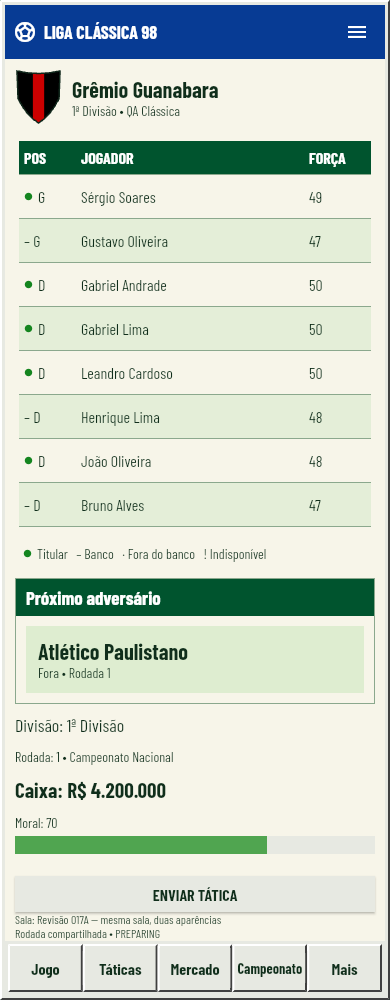 LIGA CLÁSSICA 98
Grêmio Guanabara
1ª Divisão • QA Clássica
POS JOGADOR FORÇA
● G Sérgio Soares 49
– G Gustavo Oliveira 47
● D Gabriel Andrade 50
● D Gabriel Lima 50
● D Leandro Cardoso 50
– D Henrique Lima 48
● D João Oliveira 48
– D Bruno Alves 47
● Titular – Banco · Fora do banco ! Indisponível
Próximo adversário
Atlético Paulistano
Fora • Rodada 1
Divisão: 1ª Divisão
Rodada: 1 • Campeonato Nacional
Caixa: R$ 4.200.000
Moral: 70
ENVIAR TÁTICA
Sala: Revisão 017A — mesma sala, duas aparências
Rodada compartilhada • PREPARING
Jogo Táticas Mercado Campeonato Mais